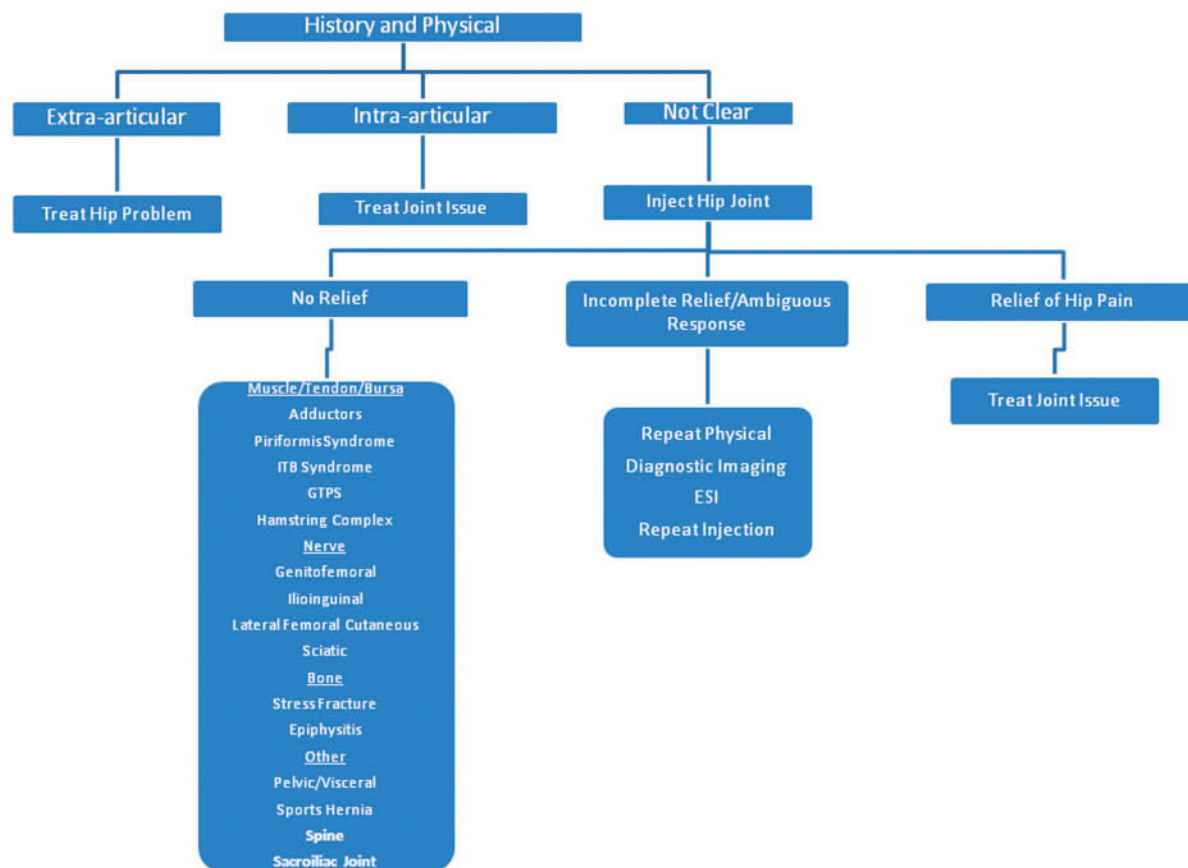 History and Physical
Extra-articular
Intra-articular
Not Clear
Treat Hip Problem
Treat Joint Issue
Inject Hip Joint
No Relief
Incomplete Relief/Ambiguous
Response
Relief of Hip Pain
Muscle/Tendon/Bursa
Adductors
Piriformis Syndrome
ITB Syndrome
GTPS
Hamstring Complex
Nerve
Genitofemoral
Ilioinguinal
Lateral Femoral Cutaneous
Sciatic
Bone
Stress Fracture
Epiphysitis
Other
Pelvic/Visceral
Sports Hernia
Spine
Sacroiliac Joint
Repeat Physical
Diagnostic Imaging
ESI
Repeat Injection
Treat Joint Issue